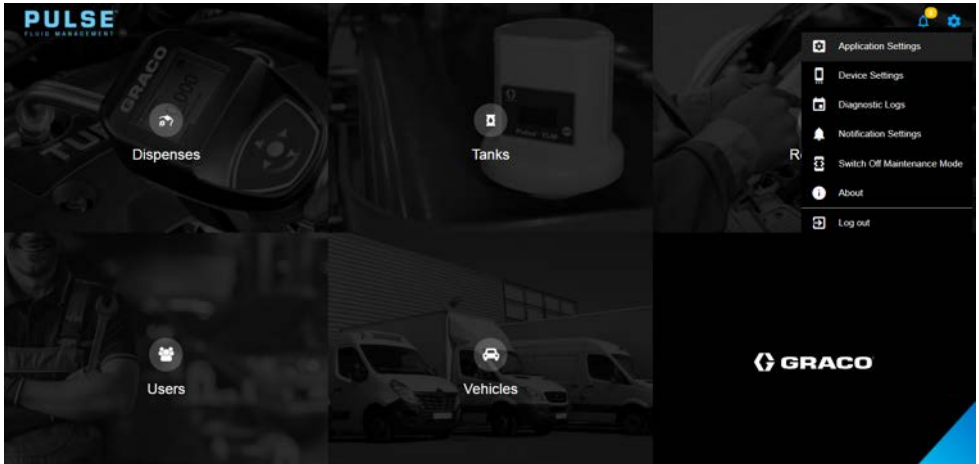 PULSE
FLUID MANAGEMENT
Application Settings
Device Settings
Diagnostic Logs
Notification Settings
Switch Off Maintenance Mode
About
Log out
GRACO
Dispenses
Tanks
R
Users
Vehicles
GRACO